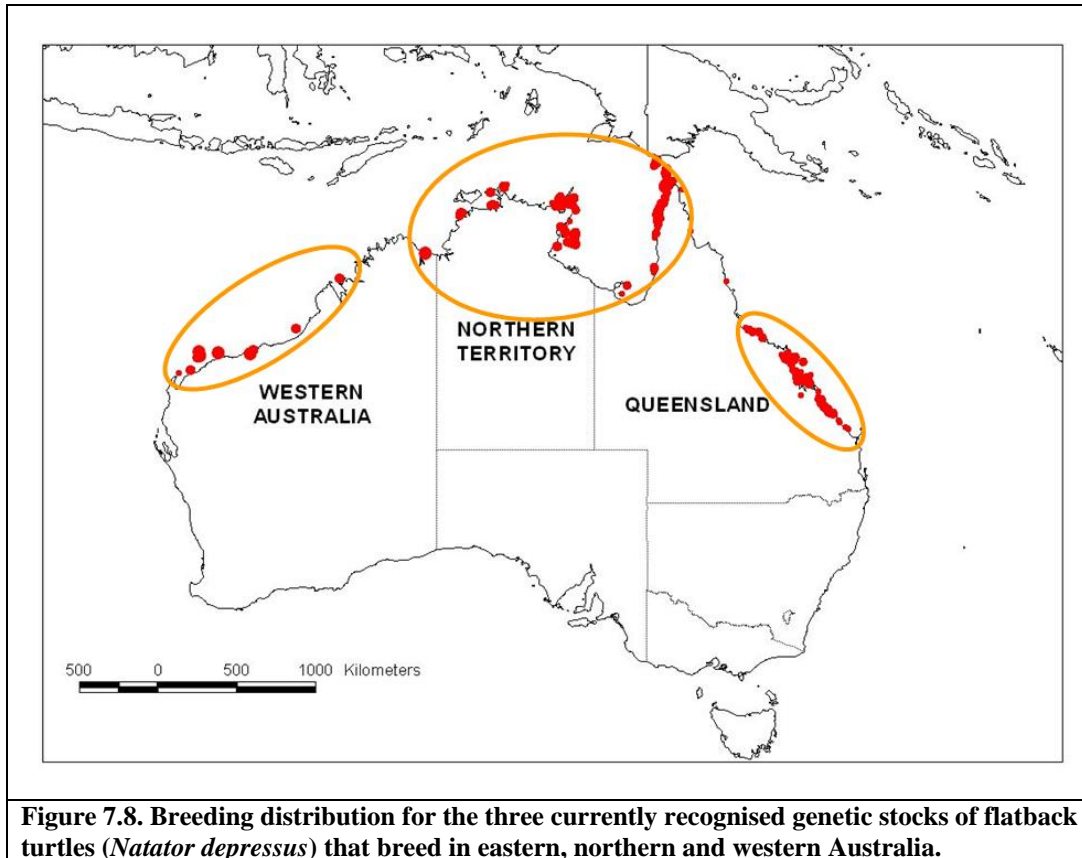 NORTHERN
TERRITORY
WESTERN
AUSTRALIA
QUEENSLAND
500 0 500 1000 Kilometers
Figure 7.8. Breeding distribution for the three currently recognised genetic stocks of flatback
turtles (Natator depressus) that breed in eastern, northern and western Australia.